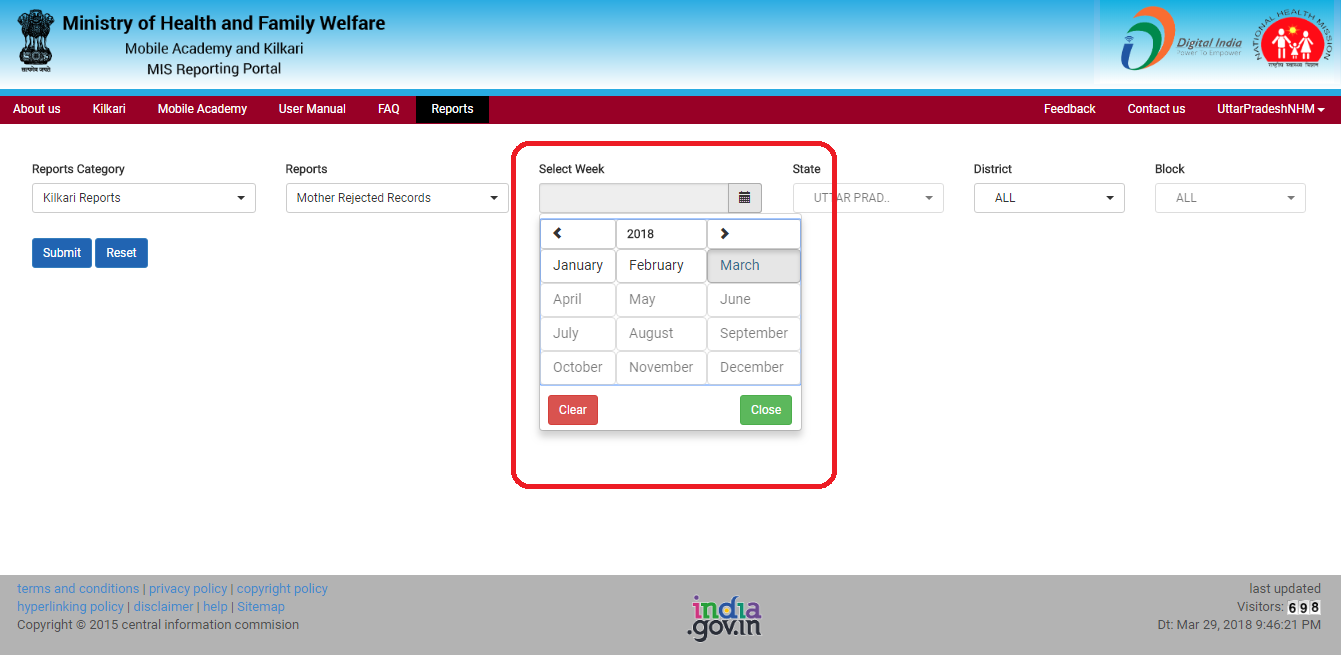 Ministry of Health and Family Welfare
Mobile Academy and Kilkari
MIS Reporting Portal
सत्यमेव जयते
Digital India
Power To Empower
NATIONAL HEALTH MISSION
About us Kilkari Mobile Academy User Manual FAQ Reports Feedback Contact us UttarPradeshNHM
Reports Category Reports Select Week State District Block
Kilkari Reports Mother Rejected Records UTTAR PRAD.. ALL ALL
Submit Reset
2018
January February March
April May June
July August September
October November December
Clear Close
terms and conditions | privacy policy | copyright policy
hyperlinking policy | disclaimer | help | Sitemap
Copyright © 2015 central information commision
india
.gov.in
last updated
Visitors: 698
Dt: Mar 29, 2018 9:46:21 PM